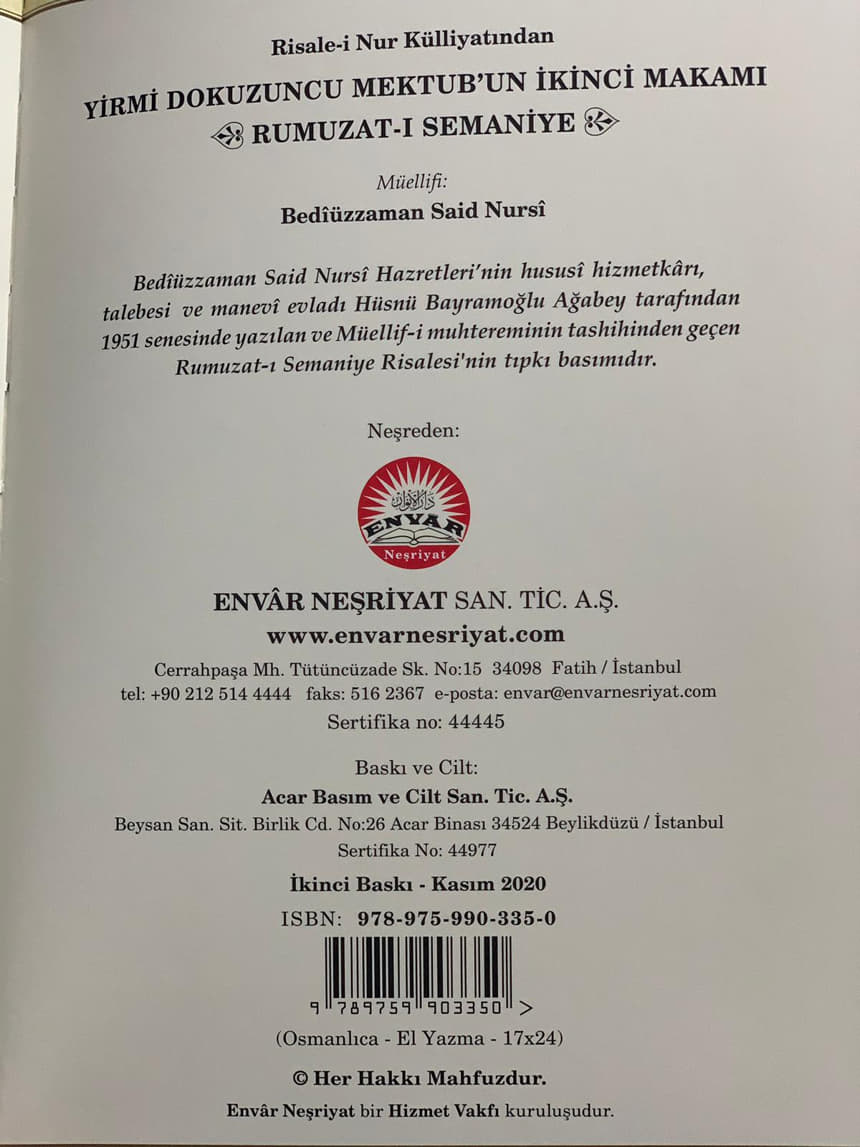 Risale-i Nur Külliyatından
YİRMİ DOKUZUNCU MEKTUB'UN İKİNCİ MAKAMI
RUMUZAT-I SEMANİYE
Müellifi:
Bedîüzzaman Said Nursî
Bedîüzzaman Said Nursî Hazretleri'nin hususî hizmetkârı,
talebesi ve manevî evladı Hüsnü Bayramoğlu Ağabey tarafından
1951 senesinde yazılan ve Müellif-i muhtereminin tashihinden geçen
Rumuzat-ı Semaniye Risalesi'nin tıpkı basımıdır.
Neşreden:
دار الأنوار
ENVAR
Neşriyat
ENVÂR NEŞRİYAT SAN. TİC. A.Ş.
www.envarnesriyat.com
Cerrahpaşa Mh. Tütüncüzade Sk. No:15 34098 Fatih / İstanbul
tel: +90 212 514 4444 faks: 516 2367 e-posta: envar@envarnesriyat.com
Sertifika no: 44445
Baskı ve Cilt:
Acar Basım ve Cilt San. Tic. A.Ş.
Beysan San. Sit. Birlik Cd. No:26 Acar Binası 34524 Beylikdüzü / İstanbul
Sertifika No: 44977
İkinci Baskı - Kasım 2020
ISBN: 978-975-990-335-0
9 789759 903350 >
(Osmanlıca - El Yazma - 17x24)
© Her Hakkı Mahfuzdur.
Envâr Neşriyat bir Hizmet Vakfı kuruluşudur.